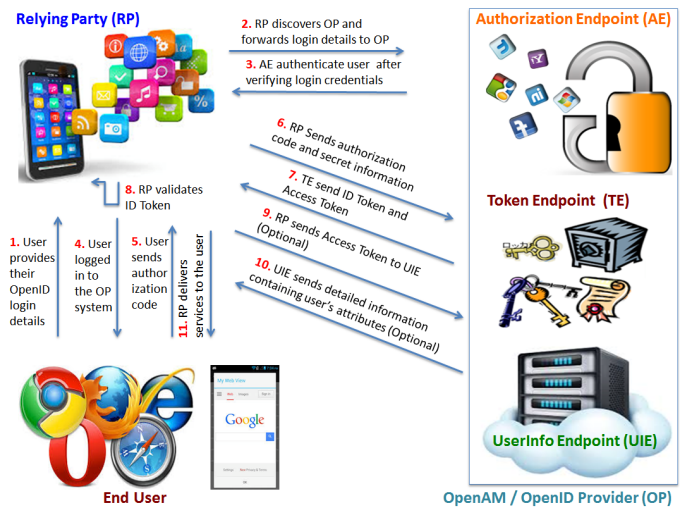 Relying Party (RP)
2. RP discovers OP and
forwards login details to OP
3. AE authenticate user after
verifying login credentials
Authorization Endpoint (AE)
6. RP Sends authorization
code and secret information
7. TE send ID Token and
Access Token
8. RP validates
ID Token
9. RP sends Access Token to UIE
(Optional)
10. UIE sends detailed information
containing user's attributes (Optional)
Token Endpoint (TE)
1. User
provides
their
OpenID
login
details
4. User
logged
in to
the OP
system
5. User
sends
author
ization
code
11. RP delivers
services to the user
My Web View
Google
UserInfo Endpoint (UIE)
End User
OpenAM / OpenID Provider (OP)